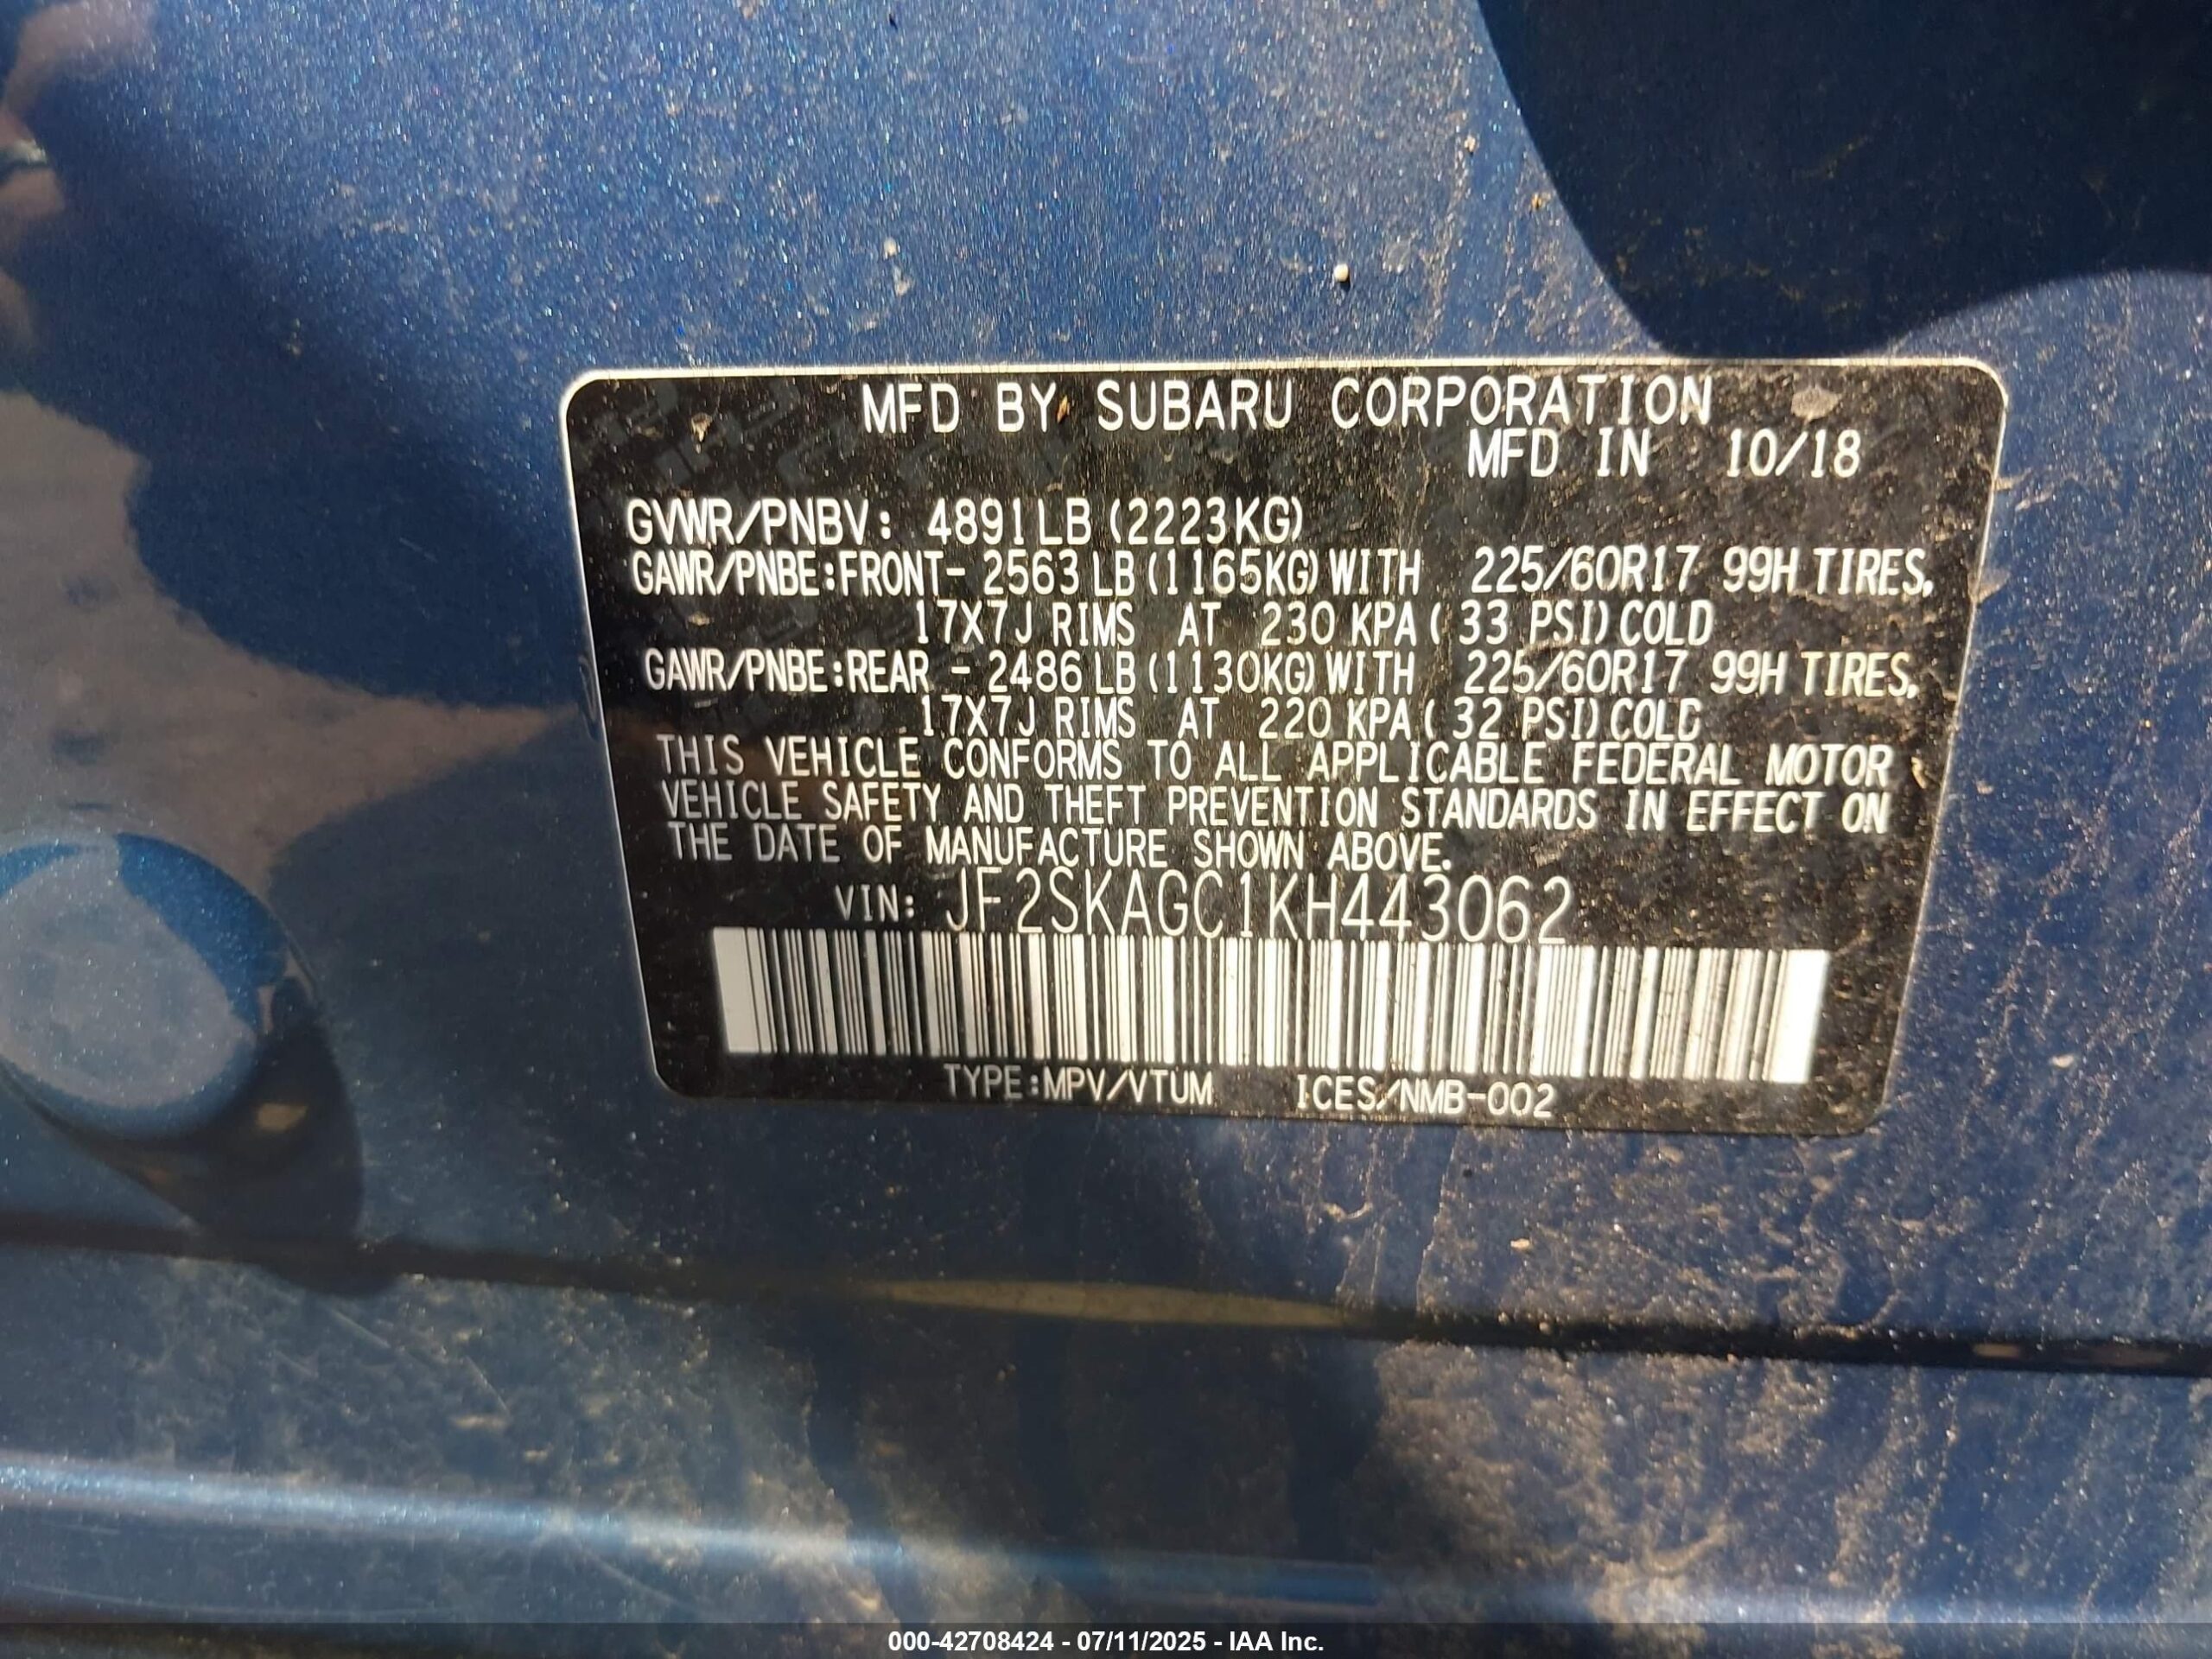 MFD BY SUBARU CORPORATION
MFD IN 10/18
GVWR/PNBV: 4891LB (2223KG)
GAWR/PNBE:FRONT- 2563 LB (1165KG) WITH 225/60R17 99H TIRES,
17X7J RIMS AT 230 KPA ( 33 PSI) COLD
GAWR/PNBE:REAR - 2486 LB (1130KG) WITH 225/60R17 99H TIRES,
17X7J RIMS AT 220 KPA ( 32 PSI) COLD
THIS VEHICLE CONFORMS TO ALL APPLICABLE FEDERAL MOTOR
VEHICLE SAFETY AND THEFT PREVENTION STANDARDS IN EFFECT ON
THE DATE OF MANUFACTURE SHOWN ABOVE.
VIN: JF2SKAGC1KH443062
TYPE:MPV/VTUM ICES/NMB-002
000-42708424 - 07/11/2025 - IAA Inc.